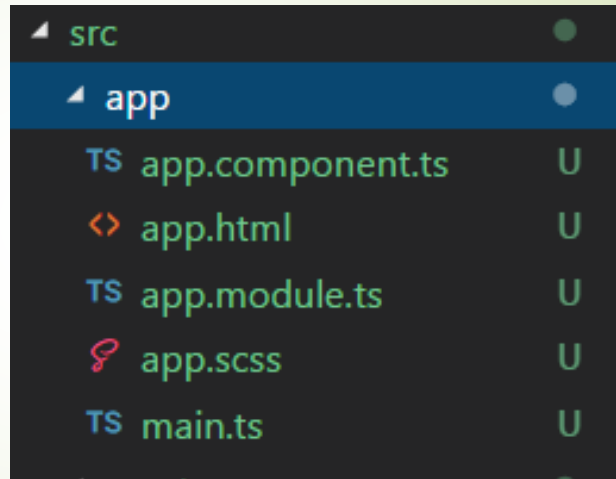 src
app
TS app.component.ts U
<> app.html U
TS app.module.ts U
app.scss U
TS main.ts U